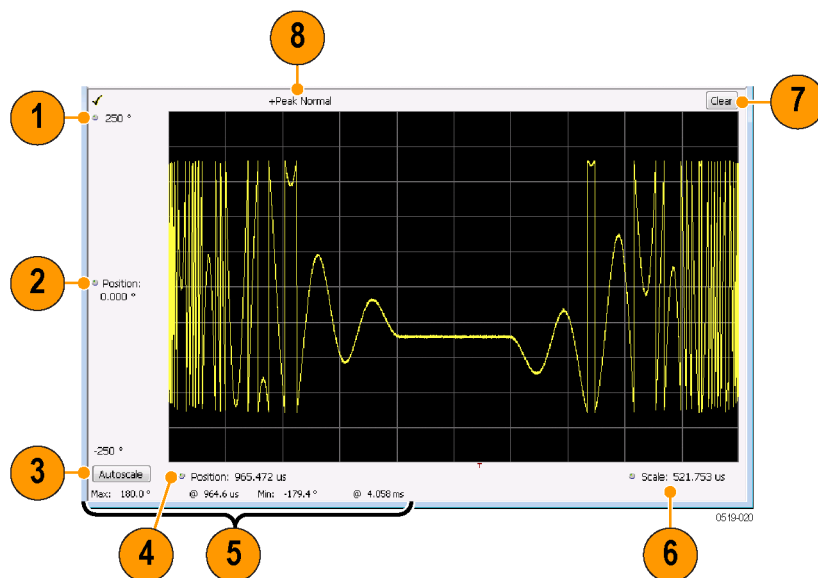 8
+Peak Normal
Clear
7
1
250 °
2
Position:
0.000 °
-250 °
3
Autoscale
Position: 965.472 us
Scale: 521.753 us
Max: 180.0 ° @ 964.6 us Min: -179.4 ° @ 4.058 ms
T
0519-020
4
5
6